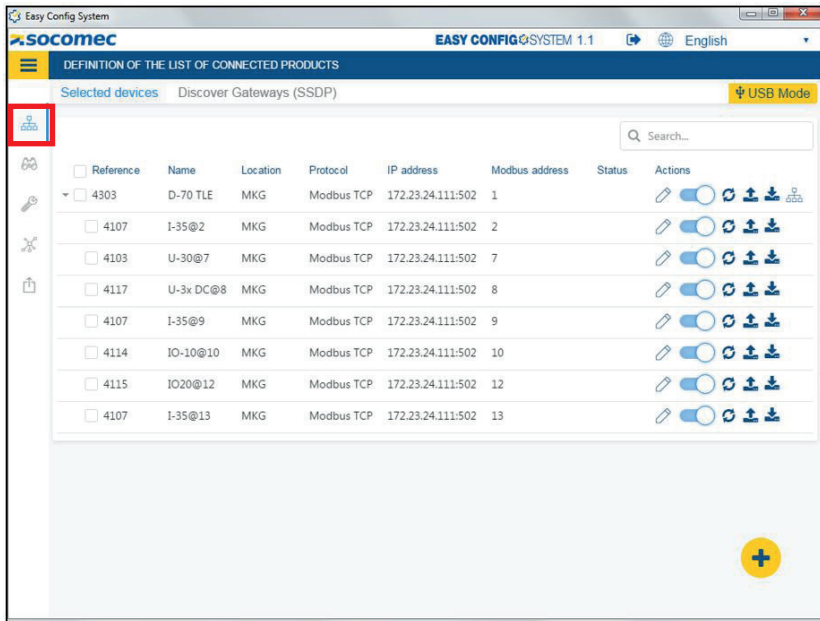 Easy Config System
socomec EASY CONFIG SYSTEM 1.1 English
DEFINITION OF THE LIST OF CONNECTED PRODUCTS
Selected devices Discover Gateways (SSDP) USB Mode
Search...
Reference Name Location Protocol IP address Modbus address Status Actions
4303 D-70 TLE MKG Modbus TCP 172.23.24.111:502 1
4107 I-35@2 MKG Modbus TCP 172.23.24.111:502 2
4103 U-30@7 MKG Modbus TCP 172.23.24.111:502 7
4117 U-3x DC@8 MKG Modbus TCP 172.23.24.111:502 8
4107 I-35@9 MKG Modbus TCP 172.23.24.111:502 9
4114 IO-10@10 MKG Modbus TCP 172.23.24.111:502 10
4115 IO20@12 MKG Modbus TCP 172.23.24.111:502 12
4107 I-35@13 MKG Modbus TCP 172.23.24.111:502 13